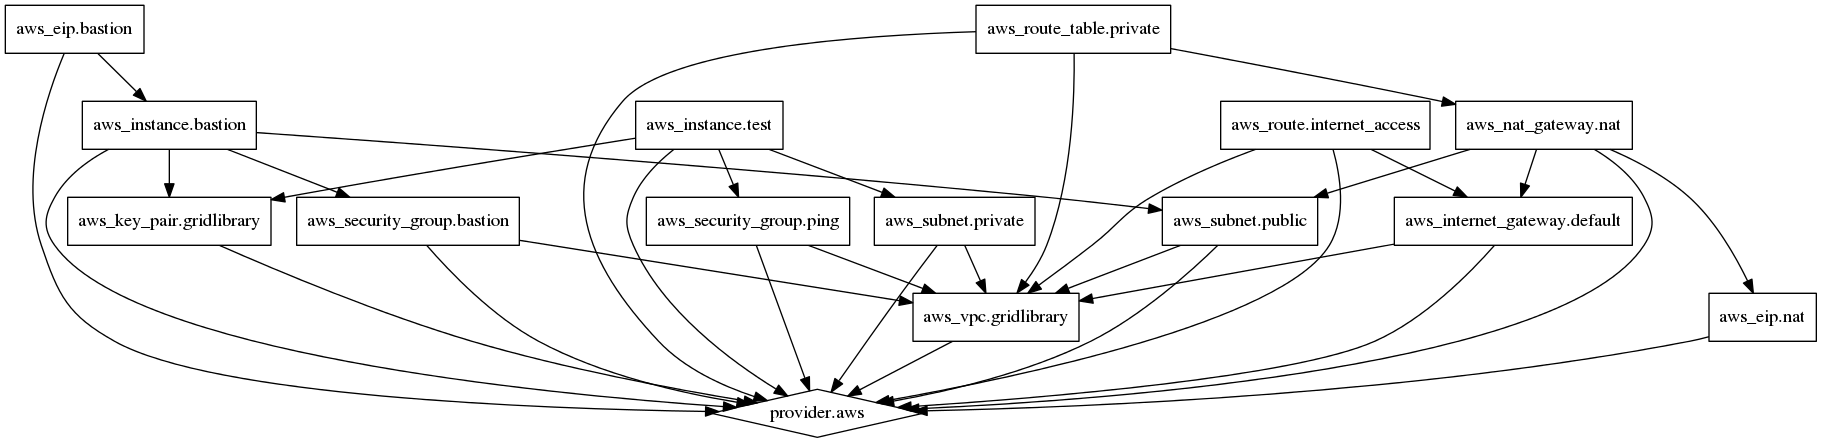 aws_eip.bastion
aws_route_table.private
aws_instance.bastion
aws_instance.test
aws_route.internet_access
aws_nat_gateway.nat
aws_key_pair.gridlibrary
aws_security_group.bastion
aws_security_group.ping
aws_subnet.private
aws_subnet.public
aws_internet_gateway.default
aws_vpc.gridlibrary
aws_eip.nat
provider.aws